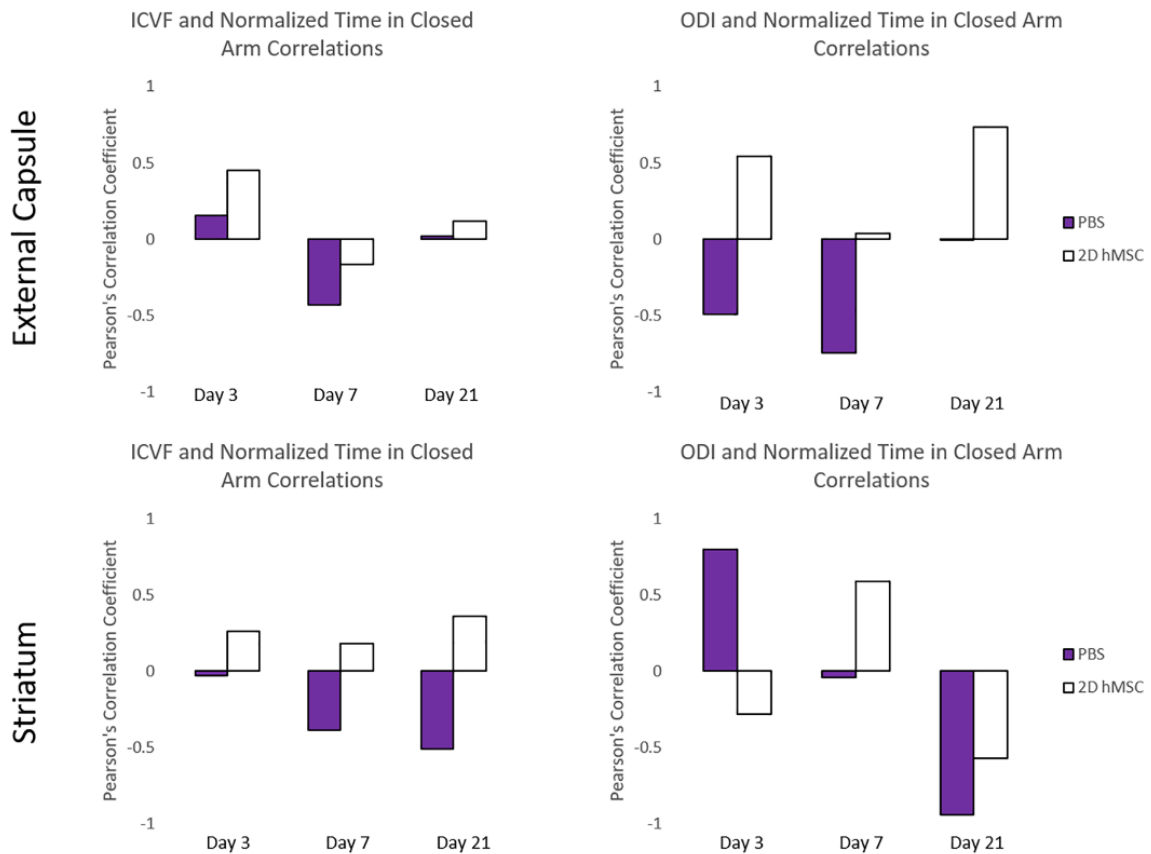 ICVF and Normalized Time in Closed
Arm Correlations
ODI and Normalized Time in Closed Arm
Correlations
External Capsule
Pearson's Correlation Coefficient
1
0.5
0
-0.5
-1
Day 3
Day 7
Day 21
Pearson's Correlation Coefficient
1
0.5
0
-0.5
-1
Day 3
Day 7
Day 21
PBS
2D hMSC
ICVF and Normalized Time in Closed
Arm Correlations
ODI and Normalized Time in Closed Arm
Correlations
Striatum
Pearson's Correlation Coefficient
1
0.5
0
-0.5
-1
Day 3
Day 7
Day 21
Pearson's Correlation Coefficient
1
0.5
0
-0.5
-1
Day 3
Day 7
Day 21
PBS
2D hMSC